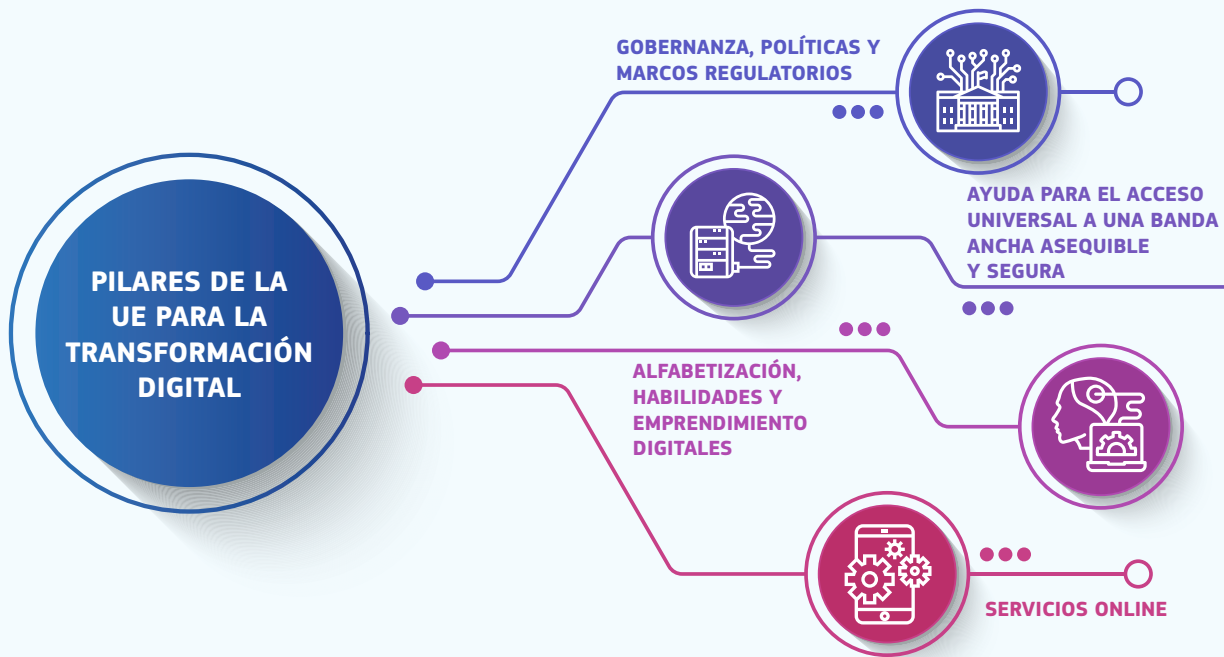 PILARES DE LA
UE PARA LA
TRANSFORMACIÓN
DIGITAL
GOBERNANZA, POLÍTICAS Y
MARCOS REGULATORIOS
AYUDA PARA EL ACCESO
UNIVERSAL A UNA BANDA
ANCHA ASEQUIBLE
Y SEGURA
ALFABETIZACIÓN,
HABILIDADES Y
EMPRENDIMIENTO
DIGITALES
SERVICIOS ONLINE